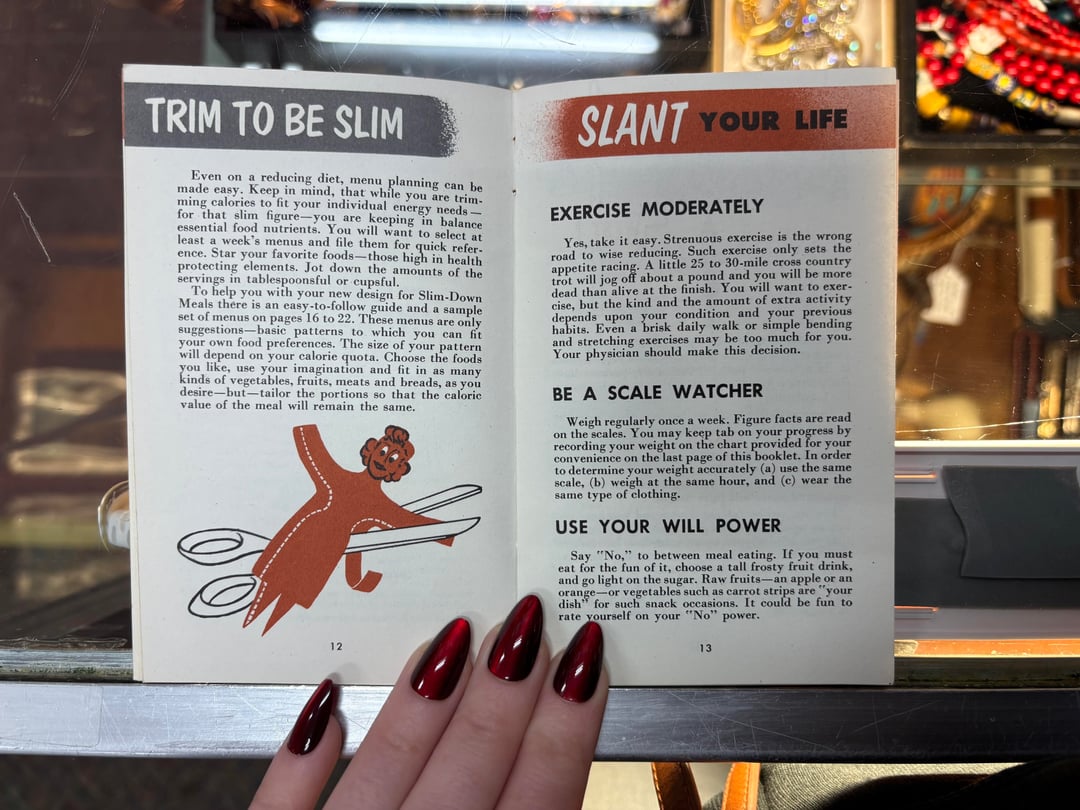 TRIM TO BE SLIM
Even on a reducing diet, menu planning can be
made easy. Keep in mind, that while you are trim-
ming calories to fit your individual energy needs—
for that slim figure—you are keeping in balance
essential food nutrients. You will want to select at
least a week's menus and file them for quick refer-
ence. Star your favorite foods—those high in health
protecting elements. Jot down the amounts of the
servings in tablespoonsful or cupsful.
To help you with your new design for Slim-Down
Meals there is an easy-to-follow guide and a sample
set of menus on pages 16 to 22. These menus are only
suggestions—basic patterns to which you can fit
your own food preferences. The size of your pattern
will depend on your calorie quota. Choose the foods
you like, use your imagination and fit in as many
kinds of vegetables, fruits, meats and breads, as you
desire—but—tailor the portions so that the caloric
value of the meal will remain the same.
12
SLANT YOUR LIFE
EXERCISE MODERATELY
Yes, take it easy. Strenuous exercise is the wrong
road to wise reducing. Such exercise only sets the
appetite racing. A little 25 to 30-mile cross country
trot will jog off about a pound and you will be more
dead than alive at the finish. You will want to exer-
cise, but the kind and the amount of extra activity
depends upon your condition and your previous
habits. Even a brisk daily walk or simple bending
and stretching exercises may be too much for you.
Your physician should make this decision.
BE A SCALE WATCHER
Weigh regularly once a week. Figure facts are read
on the scales. You may keep tab on your progress by
recording your weight on the chart provided for your
convenience on the last page of this booklet. In order
to determine your weight accurately (a) use the same
scale, (b) weigh at the same hour, and (c) wear the
same type of clothing.
USE YOUR WILL POWER
Say "No," to between meal eating. If you must
eat for the fun of it, choose a tall frosty fruit drink,
and go light on the sugar. Raw fruits—an apple or an
orange—or vegetables such as carrot strips are "your
dish" for such snack occasions. It could be fun to
rate yourself on your "No" power.
13